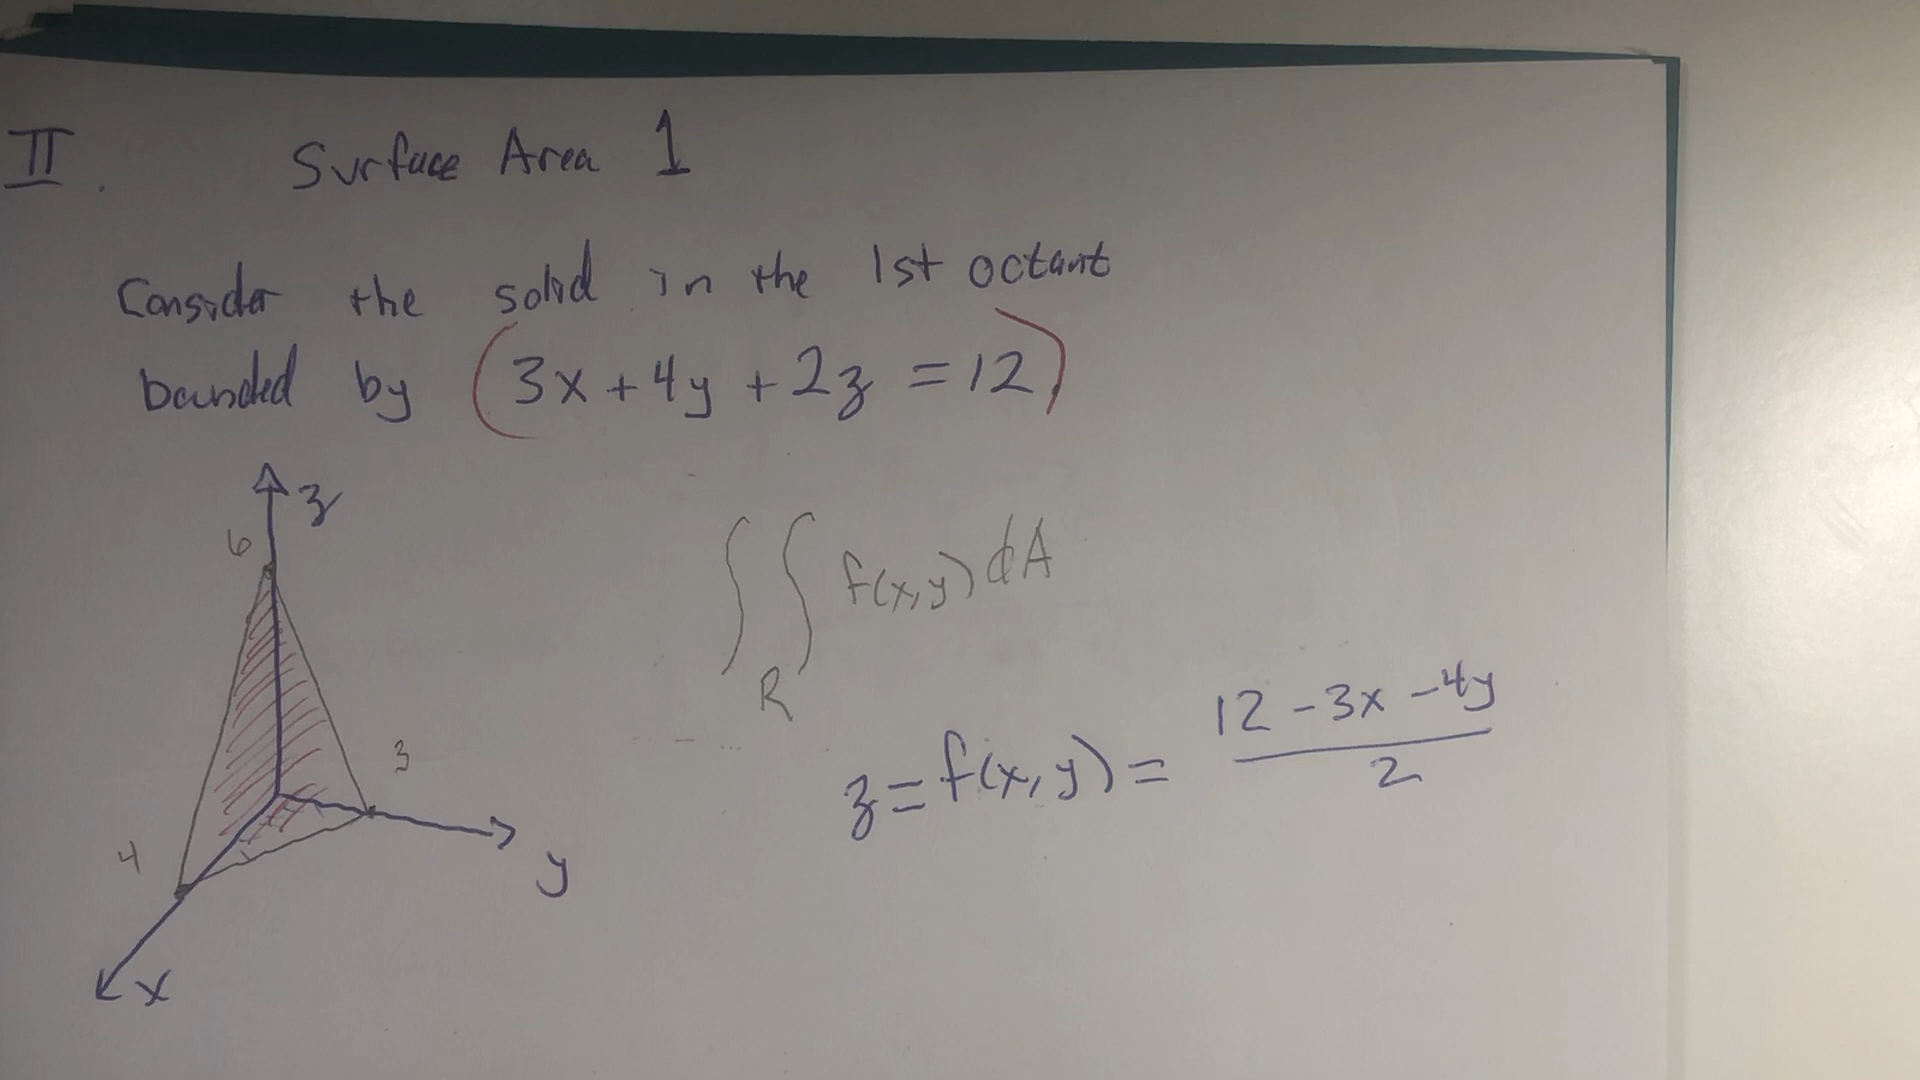 II. Surface Area 1
Consider the solid in the 1st octant
bounded by (3x + 4y + 2z = 12)
z
6
∫∫ f(x,y) dA
R
3
z = f(x,y) = 12 - 3x - 4y
2
4
y
x